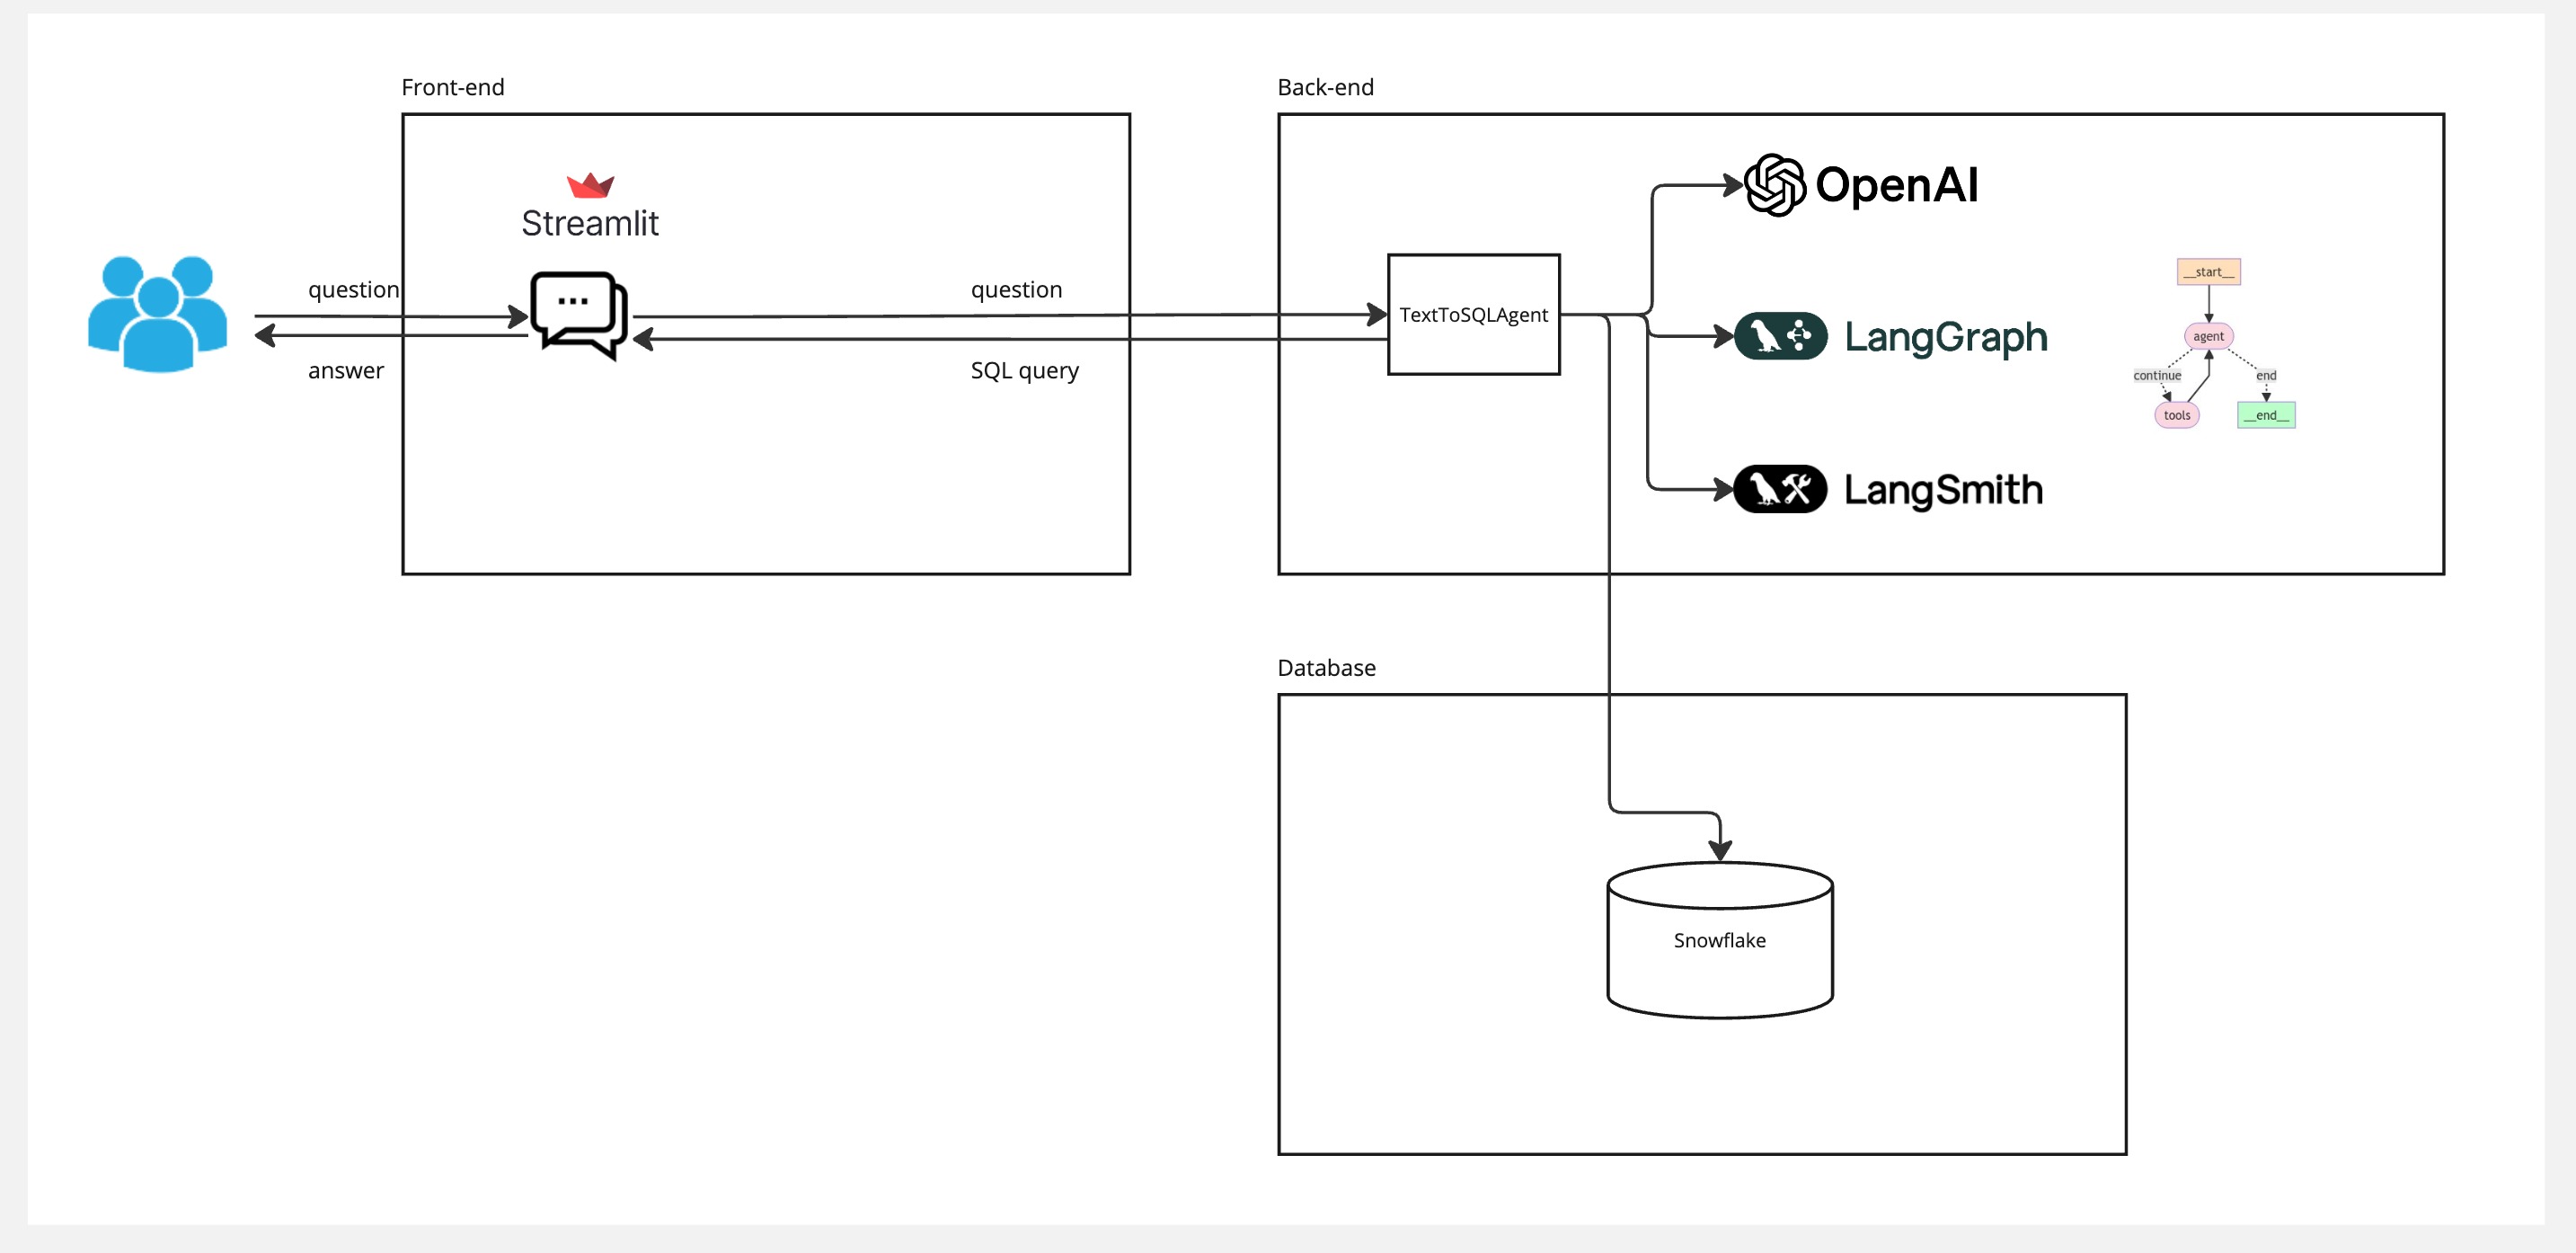 Front-end
Back-end
Streamlit
question
answer
question
SQL query
TextToSQLAgent
OpenAI
LangGraph
LangSmith
__start__
agent
continue
end
tools
__end__
Database
Snowflake